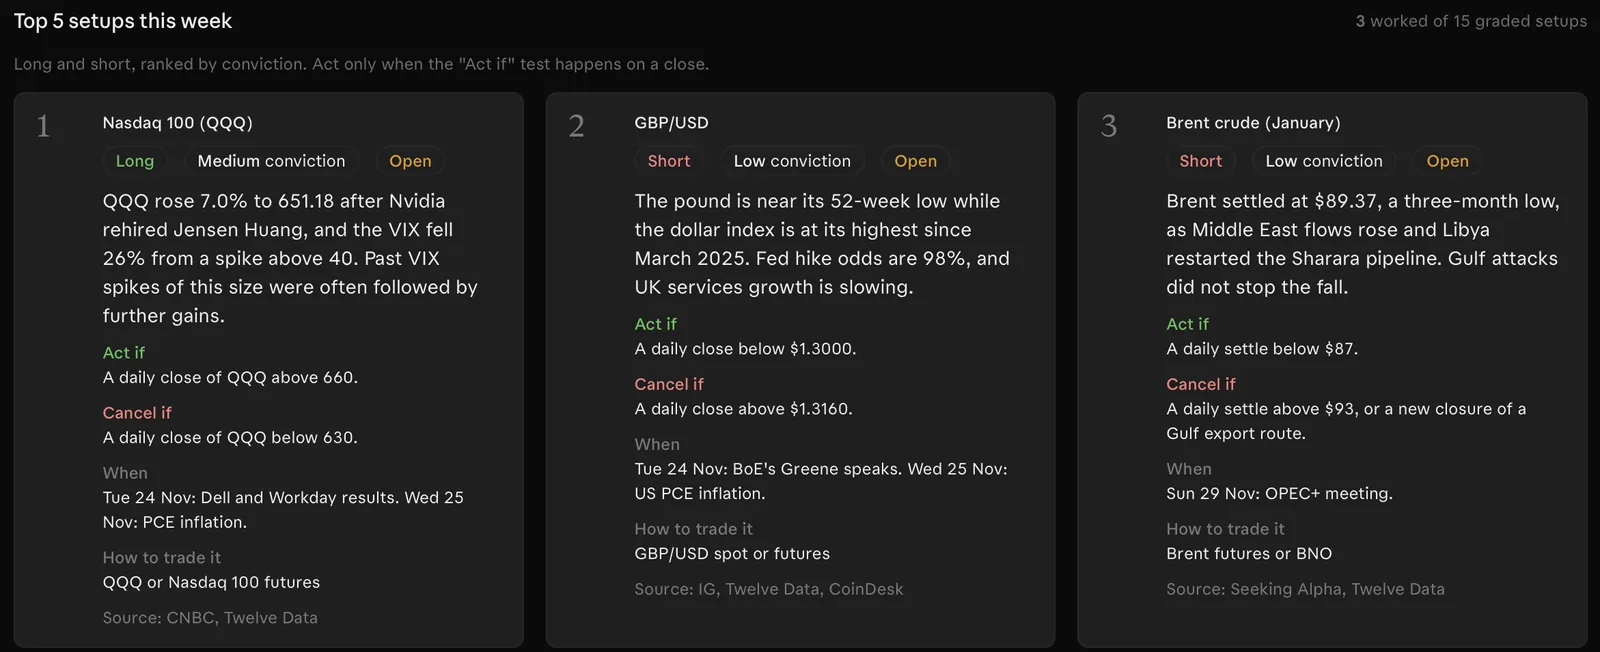 Top 5 setups this week
3 worked of 15 graded setups
Long and short, ranked by conviction. Act only when the "Act if" test happens on a close.
1
Nasdaq 100 (QQQ)
Long
Medium conviction
Open
QQQ rose 7.0% to 651.18 after Nvidia
rehired Jensen Huang, and the VIX fell
26% from a spike above 40. Past VIX
spikes of this size were often followed by
further gains.
Act if
A daily close of QQQ above 660.
Cancel if
A daily close of QQQ below 630.
When
Tue 24 Nov: Dell and Workday results. Wed 25
Nov: PCE inflation.
How to trade it
QQQ or Nasdaq 100 futures
Source: CNBC, Twelve Data
2
GBP/USD
Short
Low conviction
Open
The pound is near its 52-week low while
the dollar index is at its highest since
March 2025. Fed hike odds are 98%, and
UK services growth is slowing.
Act if
A daily close below $1.3000.
Cancel if
A daily close above $1.3160.
When
Tue 24 Nov: BoE's Greene speaks. Wed 25 Nov:
US PCE inflation.
How to trade it
GBP/USD spot or futures
Source: IG, Twelve Data, CoinDesk
3
Brent crude (January)
Short
Low conviction
Open
Brent settled at $89.37, a three-month low,
as Middle East flows rose and Libya
restarted the Sharara pipeline. Gulf attacks
did not stop the fall.
Act if
A daily settle below $87.
Cancel if
A daily settle above $93, or a new closure of a
Gulf export route.
When
Sun 29 Nov: OPEC+ meeting.
How to trade it
Brent futures or BNO
Source: Seeking Alpha, Twelve Data